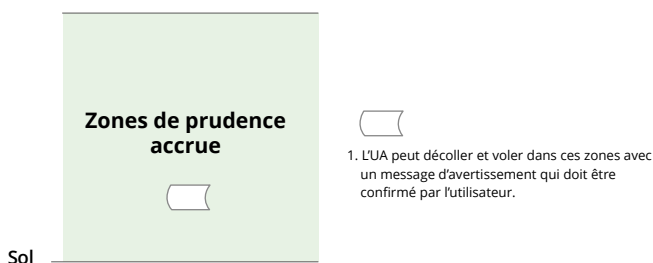 Zones de prudence
accrue
1. L’UA peut décoller et voler dans ces zones avec
un message d’avertissement qui doit être
confirmé par l’utilisateur.
Sol